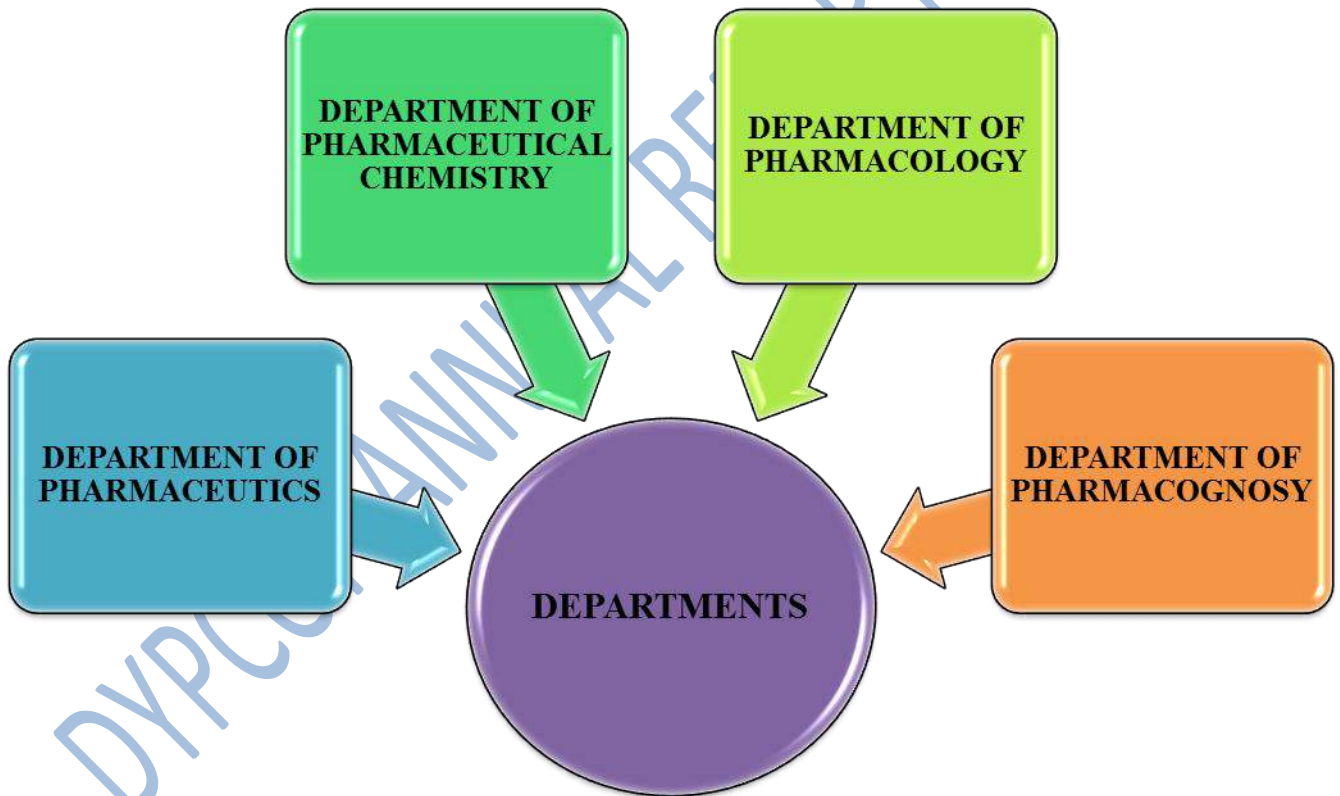 DEPARTMENT OF
PHARMACEUTICAL
CHEMISTRY
DEPARTMENT OF
PHARMACOLOGY
DEPARTMENT OF
PHARMACEUTICS
DEPARTMENT OF
PHARMACOGNOSY
DEPARTMENTS